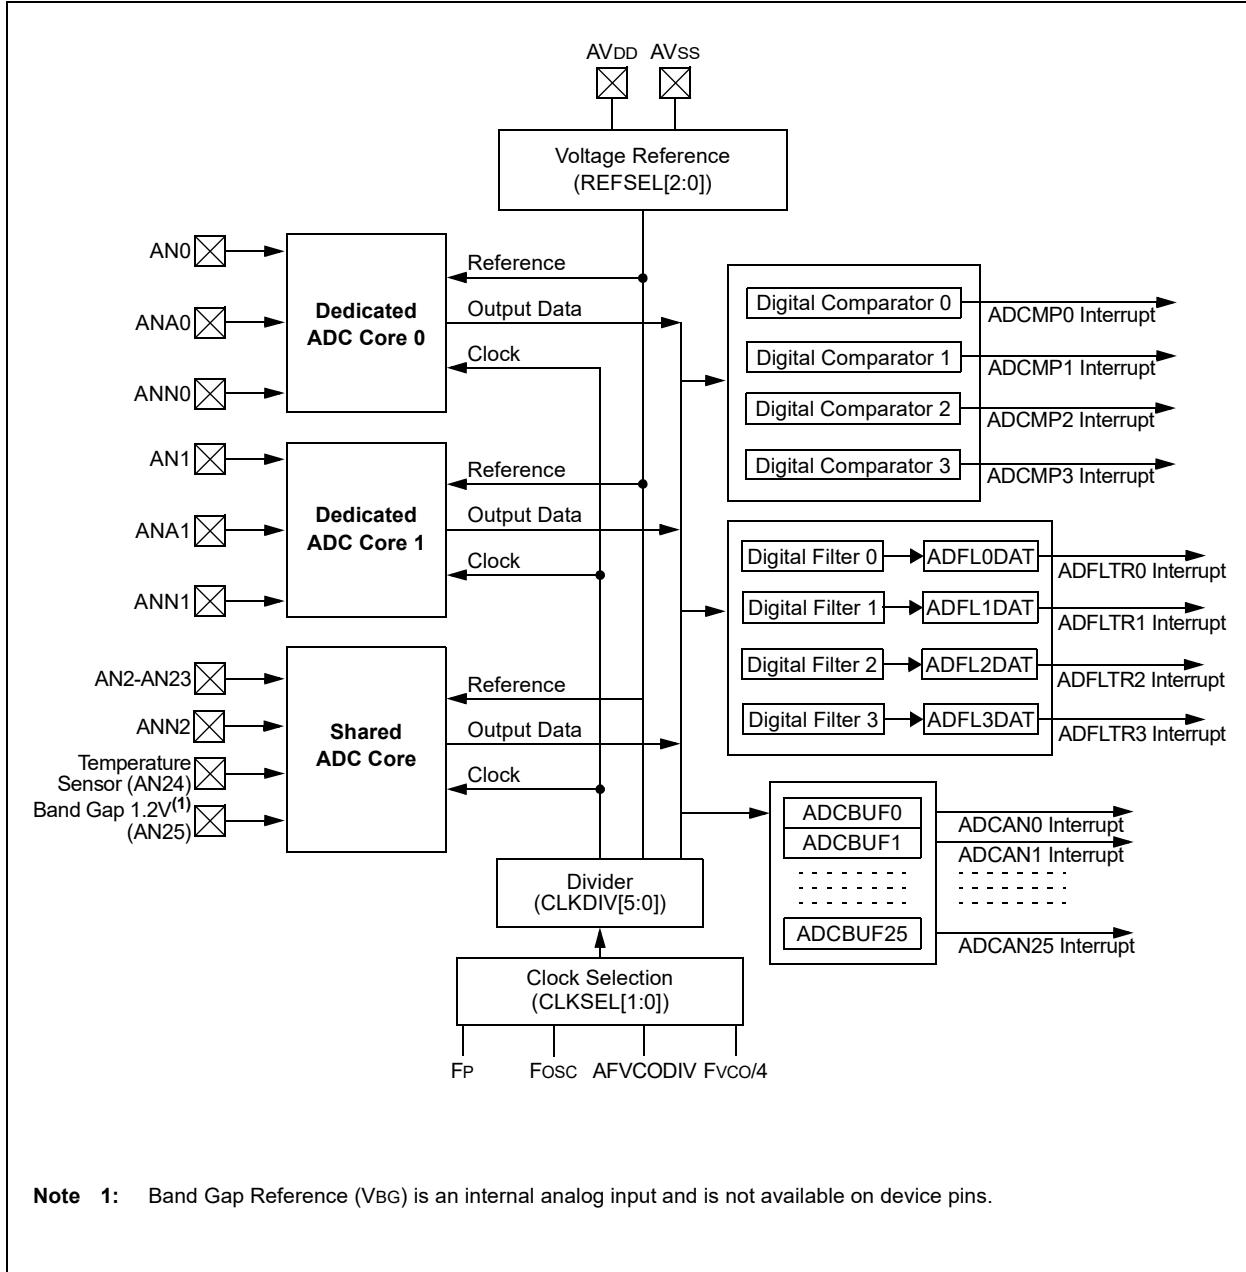 AVDD AVSS
Voltage Reference
(REFSEL[2:0])
AN0
ANA0
ANN0
Dedicated
ADC Core 0
Reference
Output Data
Clock
AN1
ANA1
ANN1
Dedicated
ADC Core 1
Reference
Output Data
Clock
AN2-AN23
ANN2
Temperature
Sensor (AN24)
Band Gap 1.2V(1)
(AN25)
Shared
ADC Core
Reference
Output Data
Clock
Digital Comparator 0
ADCMP0 Interrupt
Digital Comparator 1
ADCMP1 Interrupt
Digital Comparator 2
ADCMP2 Interrupt
Digital Comparator 3
ADCMP3 Interrupt
Digital Filter 0 ADFL0DAT
ADFLTR0 Interrupt
Digital Filter 1 ADFL1DAT
ADFLTR1 Interrupt
Digital Filter 2 ADFL2DAT
ADFLTR2 Interrupt
Digital Filter 3 ADFL3DAT
ADFLTR3 Interrupt
ADCBUF0
ADCAN0 Interrupt
ADCBUF1
ADCAN1 Interrupt
ADCBUF25
ADCAN25 Interrupt
Divider
(CLKDIV[5:0])
Clock Selection
(CLKSEL[1:0])
FP FOSC AFVCODIV FVCO/4
Note 1: Band Gap Reference (VBG) is an internal analog input and is not available on device pins.